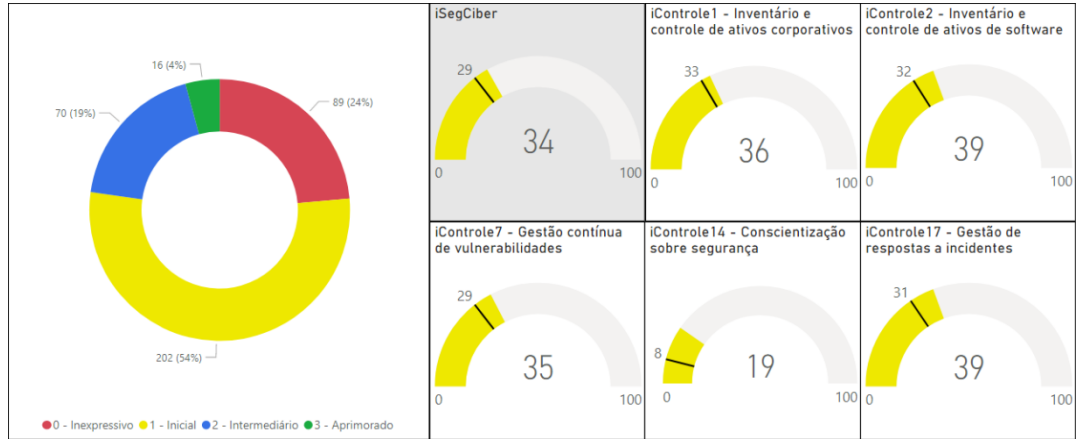 16 (4%)
89 (24%)
70 (19%)
202 (54%)
0 - Inexpressivo 1 - Inicial 2 - Intermediário 3 - Aprimorado
iSegCiber
29
34
0
100
iControle1 - Inventário e
controle de ativos corporativos
33
36
0
100
iControle2 - Inventário e
controle de ativos de software
32
39
0
100
iControle7 - Gestão contínua
de vulnerabilidades
29
35
0
100
iControle14 - Conscientização
sobre segurança
8
19
0
100
iControle17 - Gestão de
respostas a incidentes
31
39
0
100